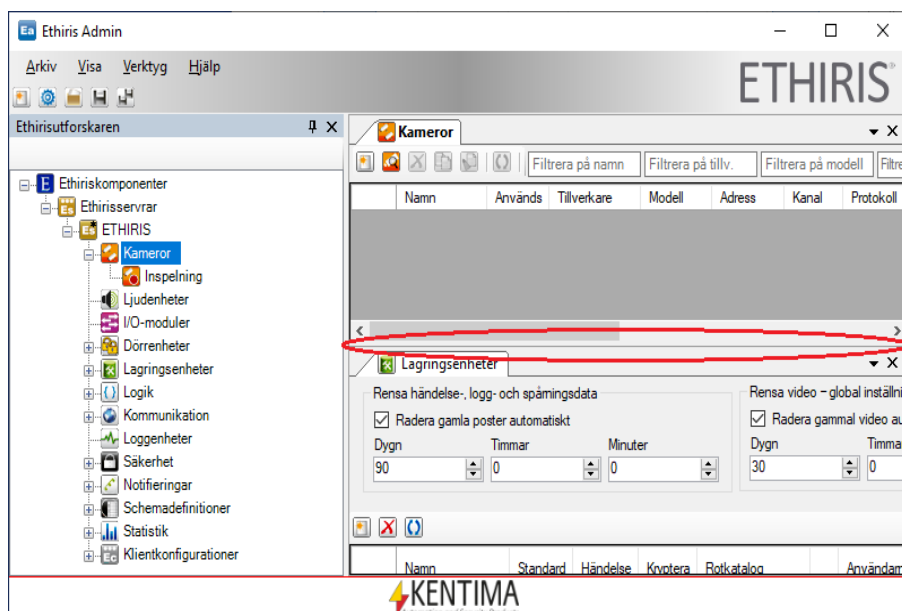 Ea Ethiris Admin
Arkiv Visa Verktyg Hjälp
ETHIRIS
Ethirisutforskaren
Ethiriskomponenter
Ethirisservrar
ETHIRIS
Kameror
Inspelning
Ljudenheter
I/O-moduler
Dörrenheter
Lagringsenheter
Logik
Kommunikation
Loggenheter
Säkerhet
Notifieringar
Schemadefinitioner
Statistik
Klientkonfigurationer
Kameror
Filtrera på namn Filtrera på tillv. Filtrera på modell Filtre
Namn Används Tillverkare Modell Adress Kanal Protokoll
Lagringsenheter
Rensa händelse-, logg- och spårningsdata
Radera gamla poster automatiskt
Dygn Timmar Minuter
90 0 0
Rensa video – global inställni
Radera gammal video au
Dygn Timma
30 0
Namn Standard Händelse Kryptera Rotkatalog Användam
KENTIMA